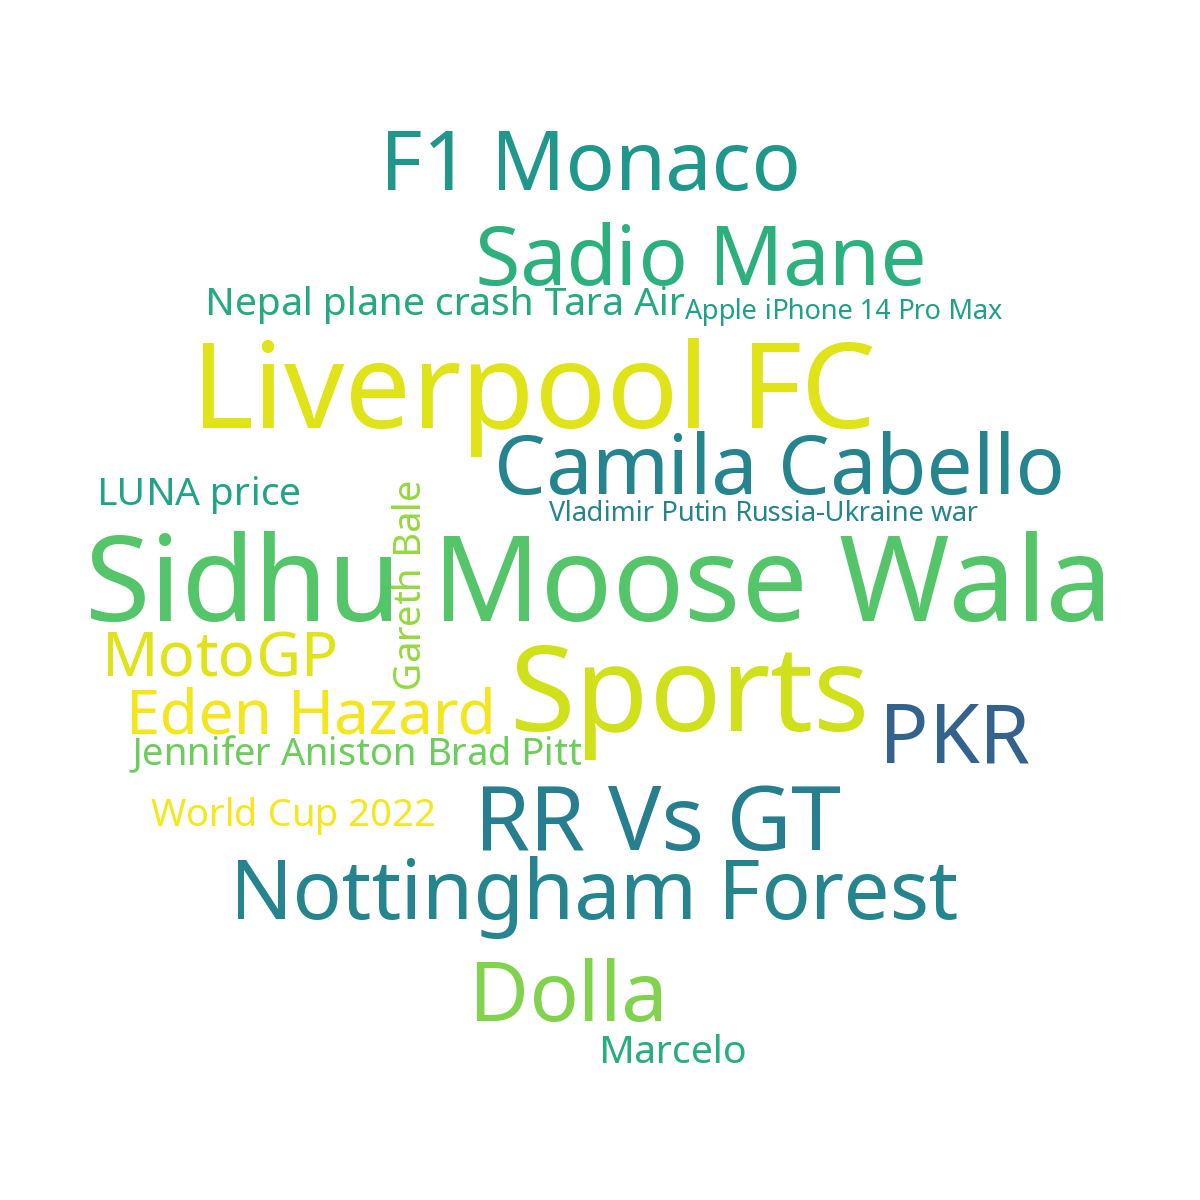 F1 Monaco
Sadio Mane
Nepal plane crash Tara Air
Apple iPhone 14 Pro Max
Liverpool FC
Camila Cabello
LUNA price
Vladimir Putin Russia-Ukraine war
Gareth Bale
Sidhu Moose Wala
MotoGP
Sports
Eden Hazard
PKR
Jennifer Aniston Brad Pitt
World Cup 2022
RR Vs GT
Nottingham Forest
Dolla
Marcelo